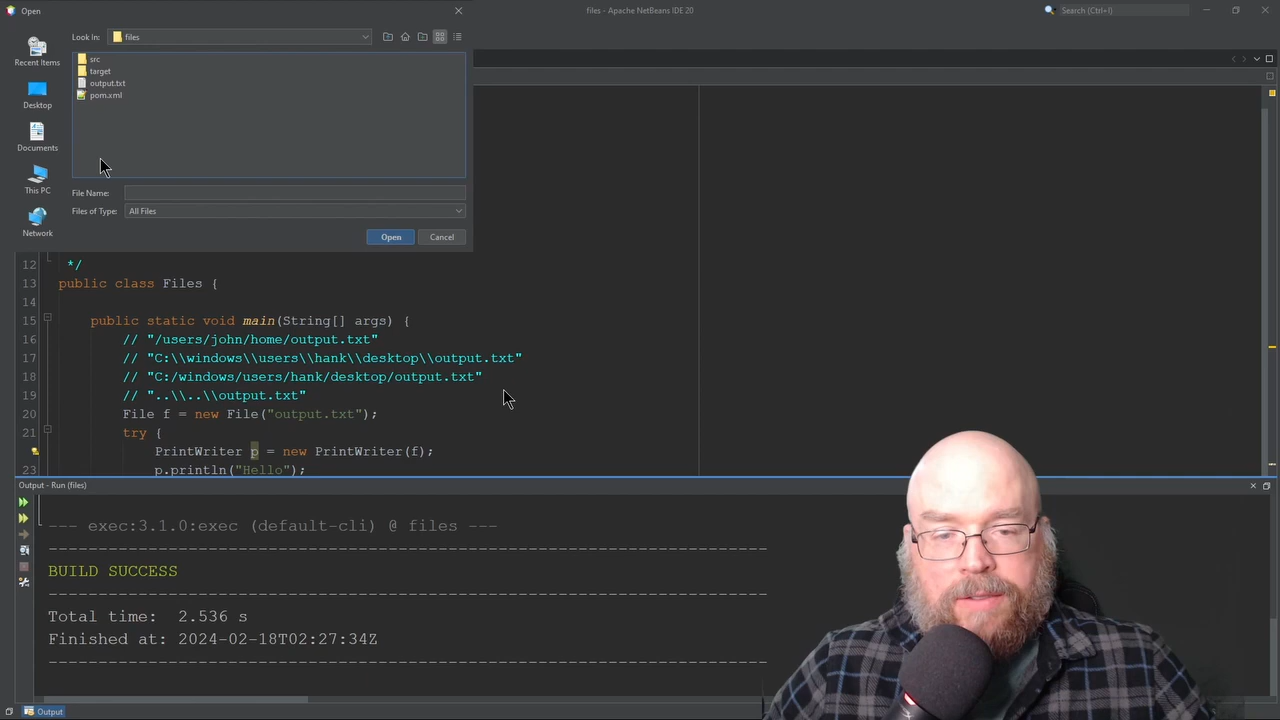 Open
files - Apache NetBeans IDE 20
Search (Ctrl+I)
Look In:
files
Recent Items
Desktop
Documents
This PC
Network
src
target
output.txt
pom.xml
File Name:
Files of Type:
All Files
Open
Cancel
12 */
13 public class Files {
14
15 public static void main(String[] args) {
16 // "/users/john/home/output.txt"
17 // "C:\\windows\\users\\hank\\desktop\\output.txt"
18 // "C:/windows/users/hank/desktop/output.txt"
19 // "..\\..\\output.txt"
20 File f = new File("output.txt");
21 try {
PrintWriter p = new PrintWriter(f);
23 p.println("Hello");
Output - Run (files)
--- exec:3.1.0:exec (default-cli) @ files ---
------------------------------------------------------------------------
BUILD SUCCESS
------------------------------------------------------------------------
Total time: 2.536 s
Finished at: 2024-02-18T02:27:34Z
------------------------------------------------------------------------
Output